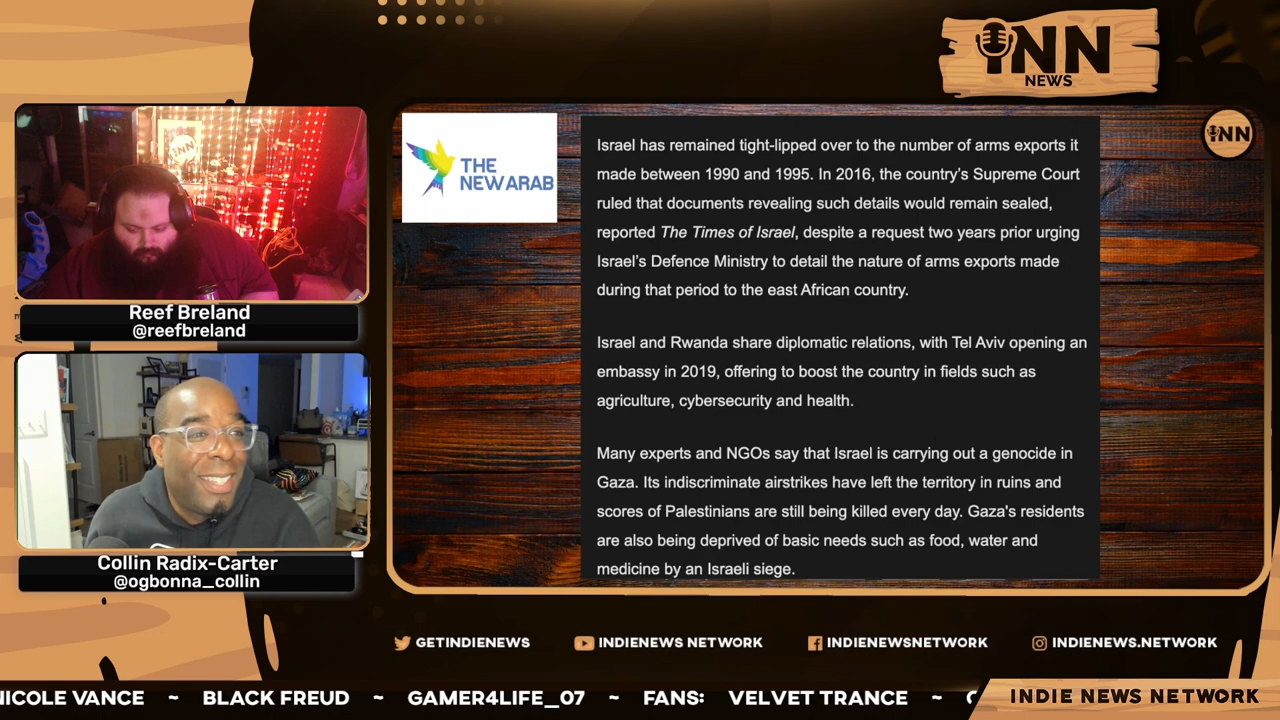 INN
NEWS
INN
THE
NEWARAB
Israel has remained tight-lipped over to the number of arms exports it
made between 1990 and 1995. In 2016, the country's Supreme Court
ruled that documents revealing such details would remain sealed,
reported The Times of Israel, despite a request two years prior urging
Israel's Defence Ministry to detail the nature of arms exports made
during that period to the east African country.
Israel and Rwanda share diplomatic relations, with Tel Aviv opening an
embassy in 2019, offering to boost the country in fields such as
agriculture, cybersecurity and health.
Many experts and NGOs say that Israel is carrying out a genocide in
Gaza. Its indiscriminate airstrikes have left the territory in ruins and
scores of Palestinians are still being killed every day. Gaza's residents
are also being deprived of basic needs such as food, water and
medicine by an Israeli siege.
Reef Breland
@reefbreland
Collin Radix-Carter
@ogbonna_collin
GETINDIENEWS
INDIENEWS NETWORK
INDIENEWSNETWORK
INDIENEWS.NETWORK
NICOLE VANCE ~ BLACK FREUD ~ GAMER4LIFE_07 ~ FANS: VELVET TRANCE ~
INDIE NEWS NETWORK